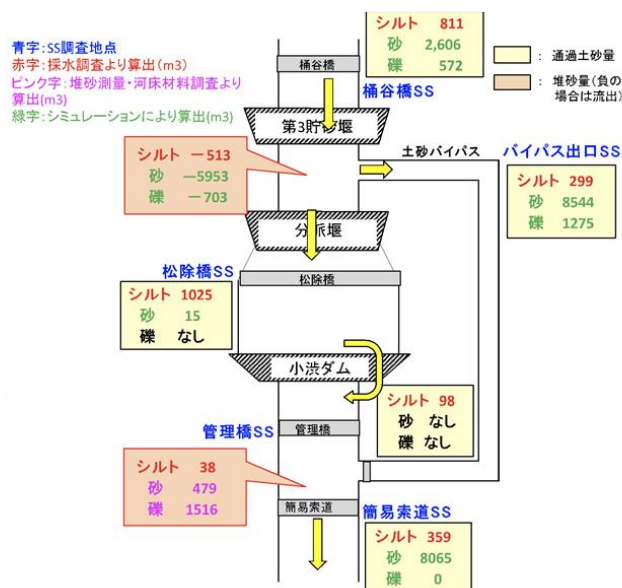 青字：SS調査地点
赤字：採水調査より算出(m3)
ピンク字：堆砂測量・河床材料調査より
算出(m3)
緑字：シミュレーションにより算出(m3)
シルト 811
砂 2,606
礫 572
：通過土砂量
：堆砂量(負の
場合は流出)
桶谷橋
桶谷橋SS
第3貯砂堰
シルト －513
砂 －5953
礫 －703
土砂バイパス
バイパス出口SS
シルト 299
砂 8544
礫 1275
分派堰
松除橋SS
松除橋
シルト 1025
砂 15
礫 なし
小渋ダム
シルト 98
砂 なし
礫 なし
管理橋SS
管理橋
シルト 38
砂 479
礫 1516
簡易索道
簡易索道SS
シルト 359
砂 8065
礫 0